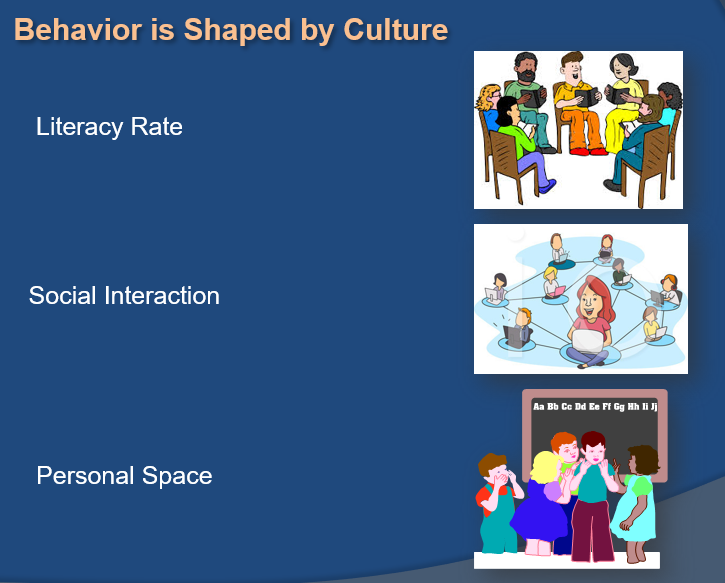 Behavior is Shaped by Culture
Literacy Rate
Social Interaction
Personal Space
Aa Bb Cc Dd Ee Ff Gg Hh Ii Jj